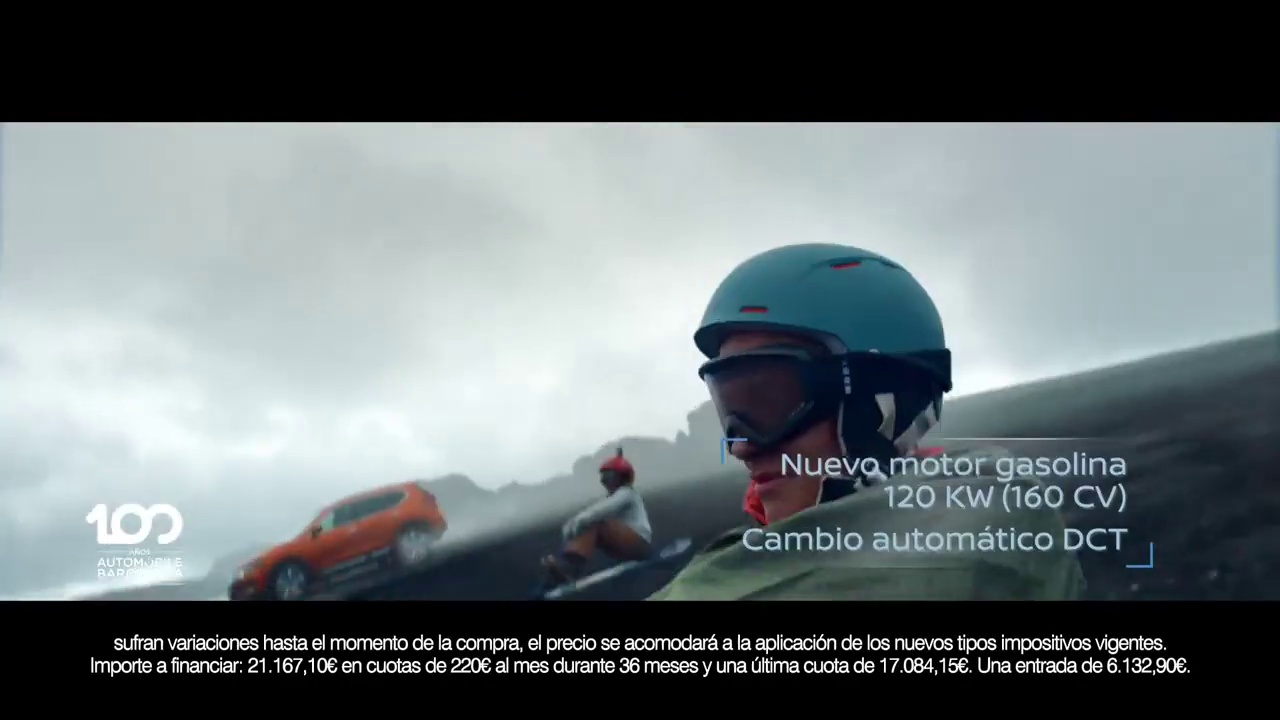 Nuevo motor gasolina
120 KW (160 CV)
Cambio automático DCT
100
AÑOS
AUTOMOBILE
BARCELONA
sufran variaciones hasta el momento de la compra, el precio se acomodará a la aplicación de los nuevos tipos impositivos vigentes.
Importe a financiar: 21.167,10€ en cuotas de 220€ al mes durante 36 meses y una última cuota de 17.084,15€. Una entrada de 6.132,90€.